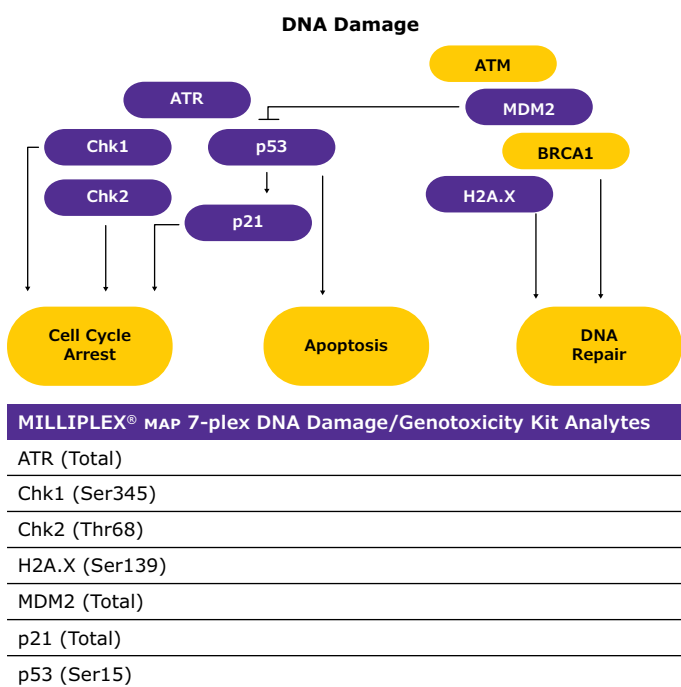 DNA Damage
ATM
ATR
MDM2
Chk1
p53
BRCA1
Chk2
H2A.X
p21
Cell Cycle
Arrest
Apoptosis
DNA
Repair
MILLIPLEX® MAP 7-plex DNA Damage/Genotoxicity Kit Analytes
ATR (Total)
Chk1 (Ser345)
Chk2 (Thr68)
H2A.X (Ser139)
MDM2 (Total)
p21 (Total)
p53 (Ser15)